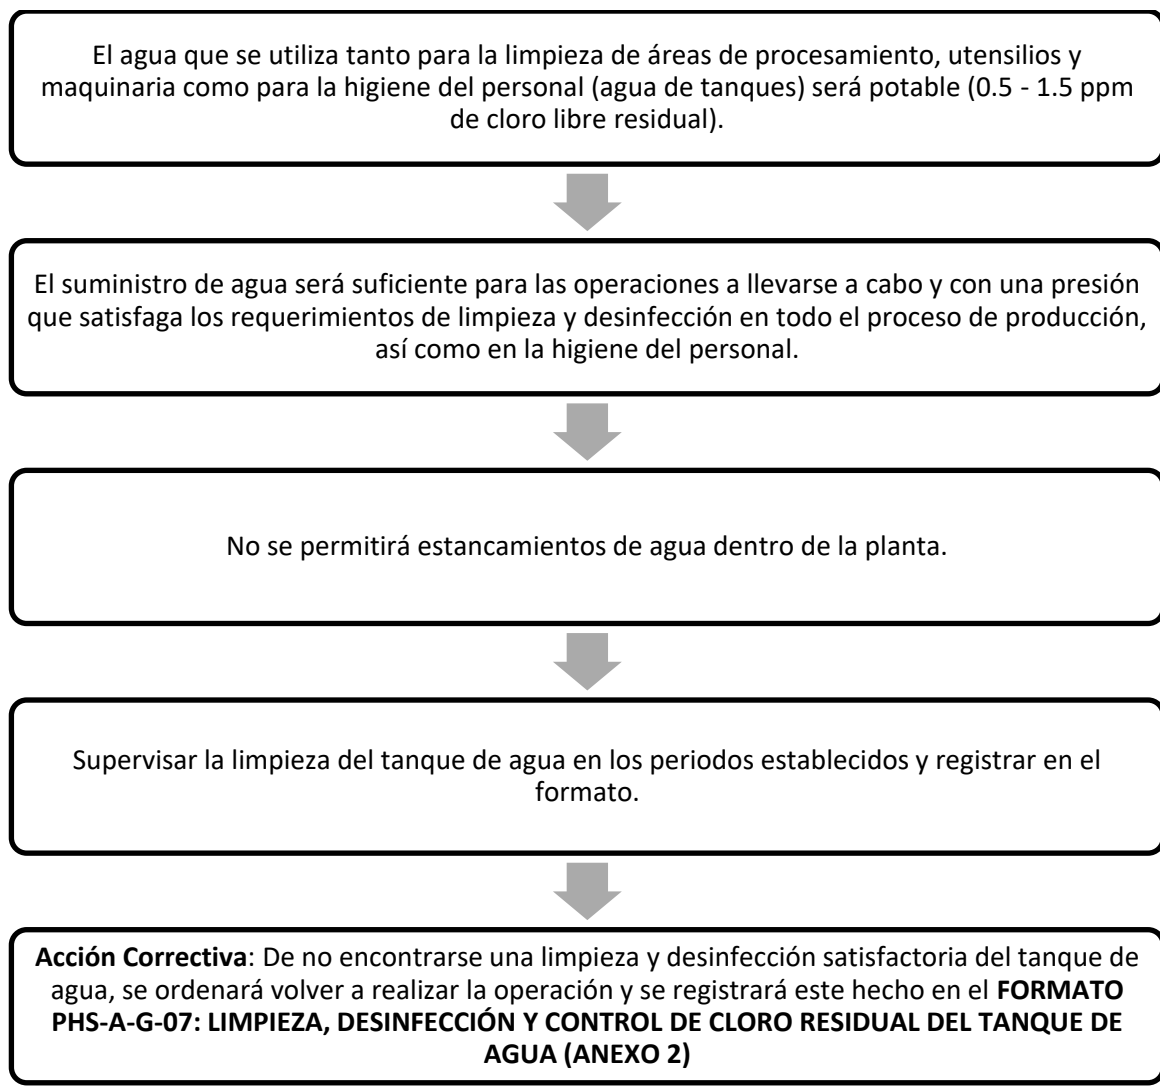 El agua que se utiliza tanto para la limpieza de áreas de procesamiento, utensilios y
maquinaria como para la higiene del personal (agua de tanques) será potable (0.5 - 1.5 ppm
de cloro libre residual).
El suministro de agua será suficiente para las operaciones a llevarse a cabo y con una presión
que satisfaga los requerimientos de limpieza y desinfección en todo el proceso de producción,
así como en la higiene del personal.
No se permitirá estancamientos de agua dentro de la planta.
Supervisar la limpieza del tanque de agua en los periodos establecidos y registrar en el
formato.
Acción Correctiva: De no encontrarse una limpieza y desinfección satisfactoria del tanque de
agua, se ordenará volver a realizar la operación y se registrará este hecho en el FORMATO
PHS-A-G-07: LIMPIEZA, DESINFECCIÓN Y CONTROL DE CLORO RESIDUAL DEL TANQUE DE
AGUA (ANEXO 2)